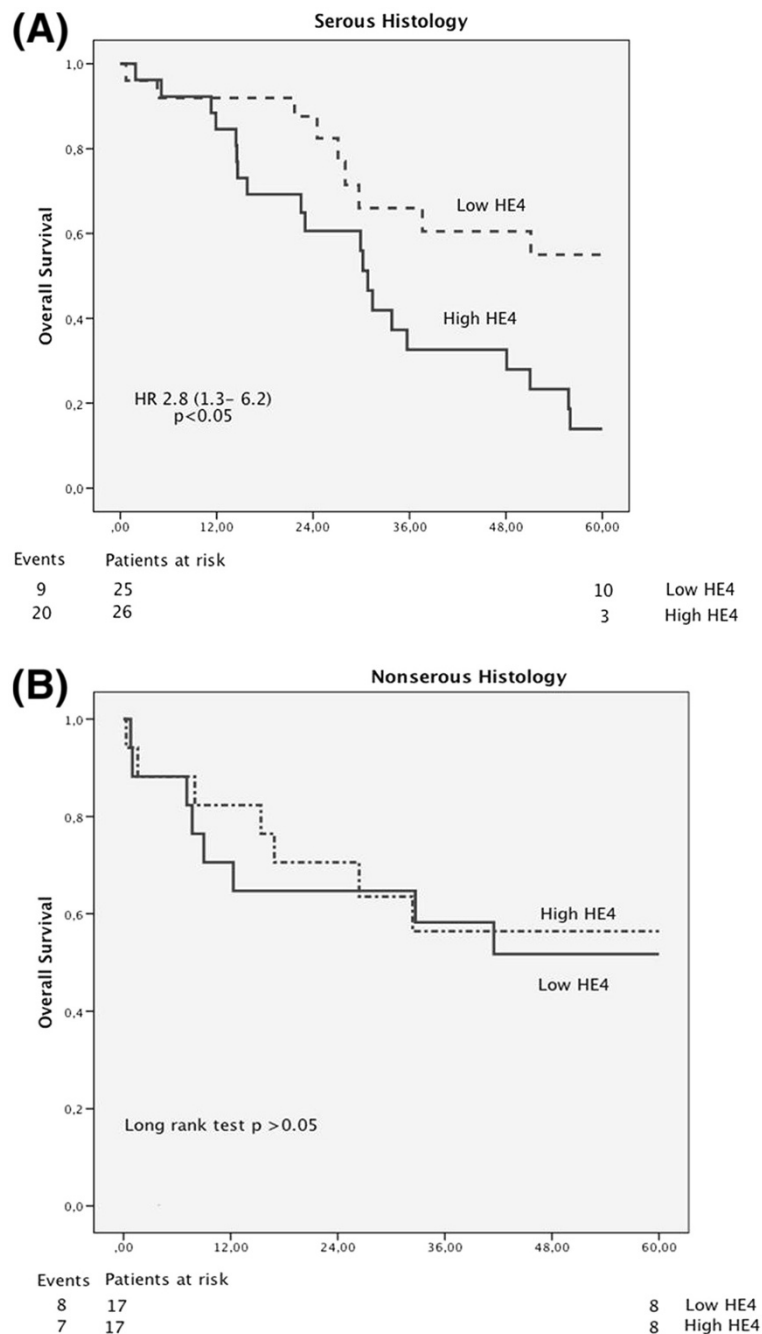 (A)
Serous Histology
1,0
0,8
0,6
0,4
0,2
0,0
Overall Survival
Low HE4
High HE4
HR 2.8 (1.3– 6.2)
p<0.05
,00 12,00 24,00 36,00 48,00 60,00
Events Patients at risk
9 25 10 Low HE4
20 26 3 High HE4
(B)
Nonserous Histology
1,0
0,8
0,6
0,4
0,2
0,0
Overall Survival
High HE4
Low HE4
Long rank test p >0.05
,00 12,00 24,00 36,00 48,00 60,00
Events Patients at risk
8 17 8 Low HE4
7 17 8 High HE4